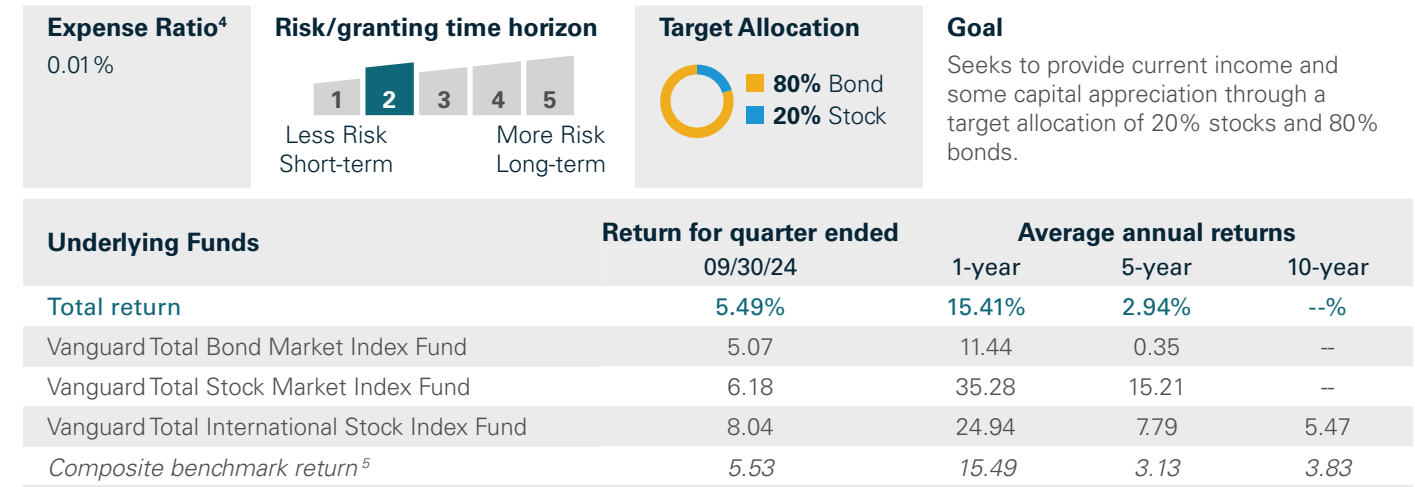 Expense Ratio4
0.01%
Risk/granting time horizon
1 2 3 4 5
Less Risk More Risk
Short-term Long-term
Target Allocation
80% Bond
20% Stock
Goal
Seeks to provide current income and
some capital appreciation through a
target allocation of 20% stocks and 80%
bonds.
Underlying Funds Return for quarter ended Average annual returns
09/30/24 1-year 5-year 10-year
Total return 5.49% 15.41% 2.94% --%
Vanguard Total Bond Market Index Fund 5.07 11.44 0.35 --
Vanguard Total Stock Market Index Fund 6.18 35.28 15.21 --
Vanguard Total International Stock Index Fund 8.04 24.94 7.79 5.47
Composite benchmark return 5 5.53 15.49 3.13 3.83